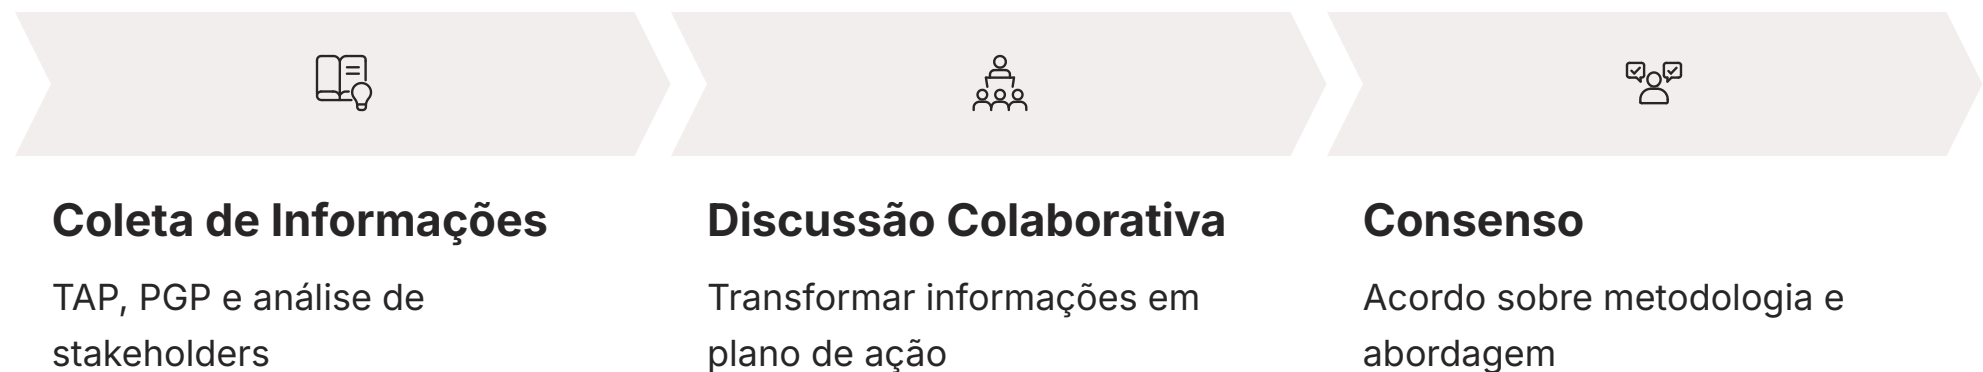 Coleta de Informações
TAP, PGP e análise de
stakeholders
Discussão Colaborativa
Transformar informações em
plano de ação
Consenso
Acordo sobre metodologia e
abordagem